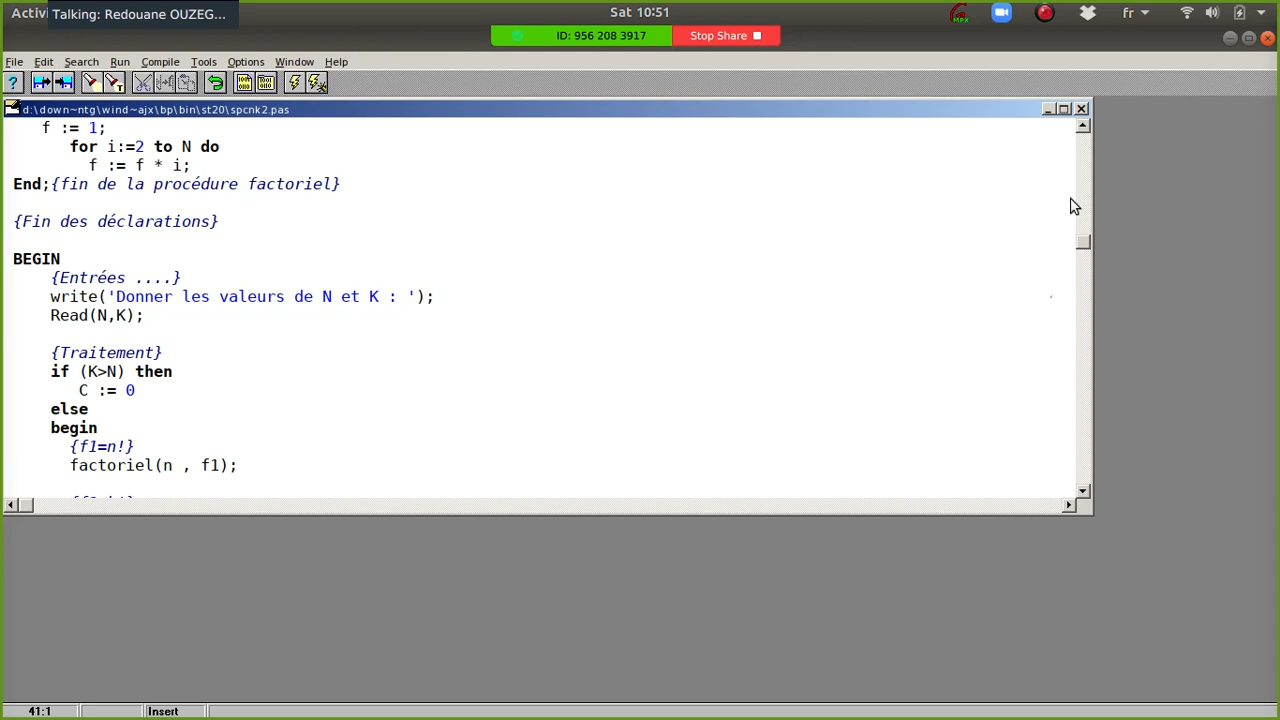 Activi
Talking: Redouane OUZEG...
Sat 10:51
fr
MPX
ID: 956 208 3917
Stop Share
File Edit Search Run Compile Tools Options Window Help
d:\down~ntg\wind~ajx\bp\bin\st20\spcnk2.pas
f := 1;
for i:=2 to N do
f := f * i;
End;{fin de la procédure factoriel}
{Fin des déclarations}
BEGIN
{Entrées ....}
write('Donner les valeurs de N et K : ');
Read(N,K);
{Traitement}
if (K>N) then
C := 0
else
begin
{f1=n!}
factoriel(n , f1);
41:1
Insert